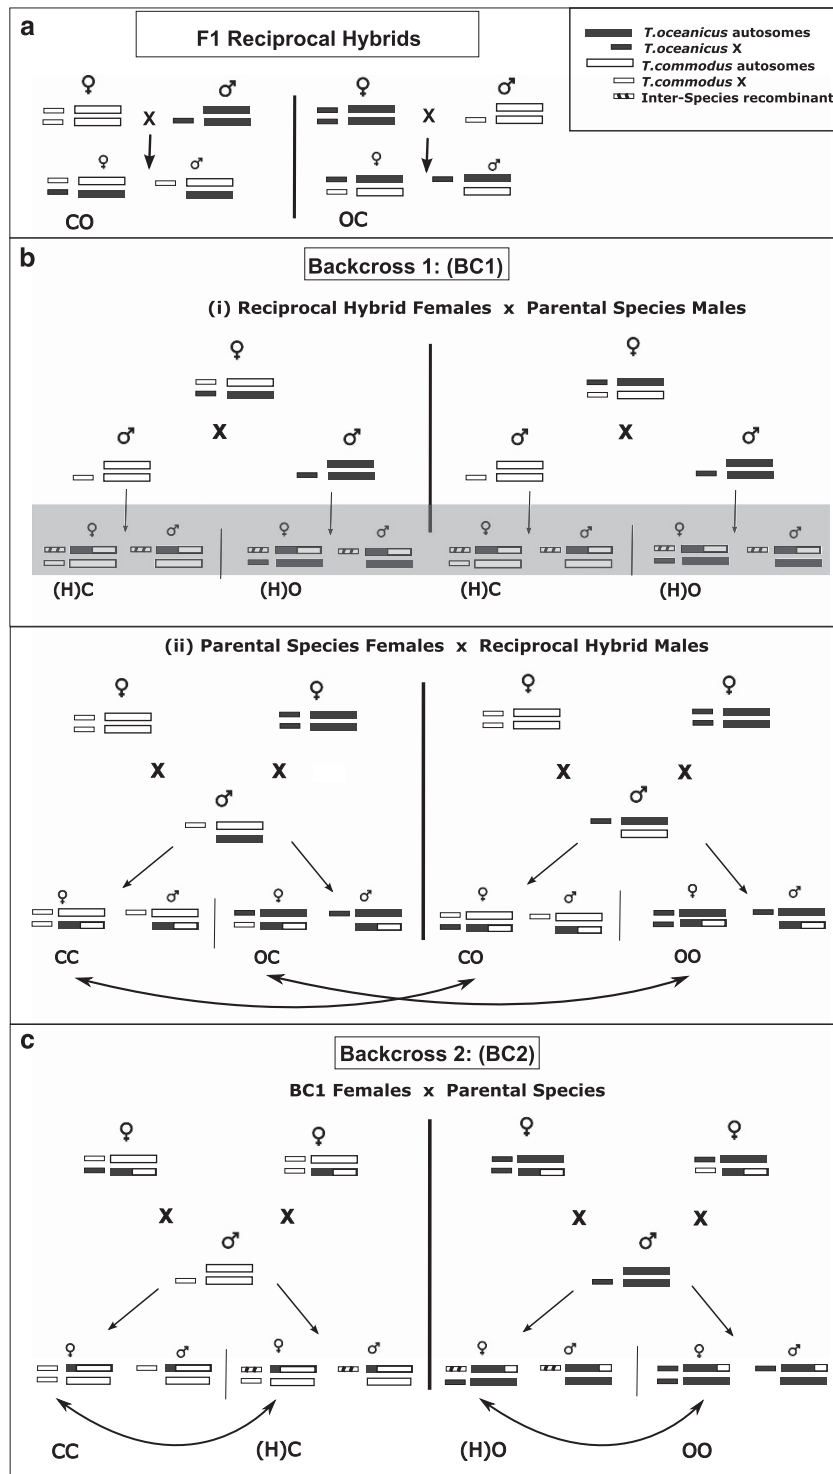 a
F1 Reciprocal Hybrids
T.oceanicus autosomes
T.oceanicus X
T.commodus autosomes
T.commodus X
Inter-Species recombinant
♀ ♂ ♀ ♂
X X
♀ ♂ ♀ ♂
CO OC
b
Backcross 1: (BC1)
(i) Reciprocal Hybrid Females x Parental Species Males
♀ ♀
X X
♂ ♂ ♂ ♂
♀ ♂ ♀ ♂ ♀ ♂ ♀ ♂
(H)C (H)O (H)C (H)O
(ii) Parental Species Females x Reciprocal Hybrid Males
♀ ♀ ♀ ♀
X X X X
♂ ♂
♀ ♂ ♀ ♂ ♀ ♂ ♀ ♂
CC OC CO OO
c
Backcross 2: (BC2)
BC1 Females x Parental Species
♀ ♀ ♀ ♀
X X X X
♂ ♂
♀ ♂ ♀ ♂ ♀ ♂ ♀ ♂
CC (H)C (H)O OO